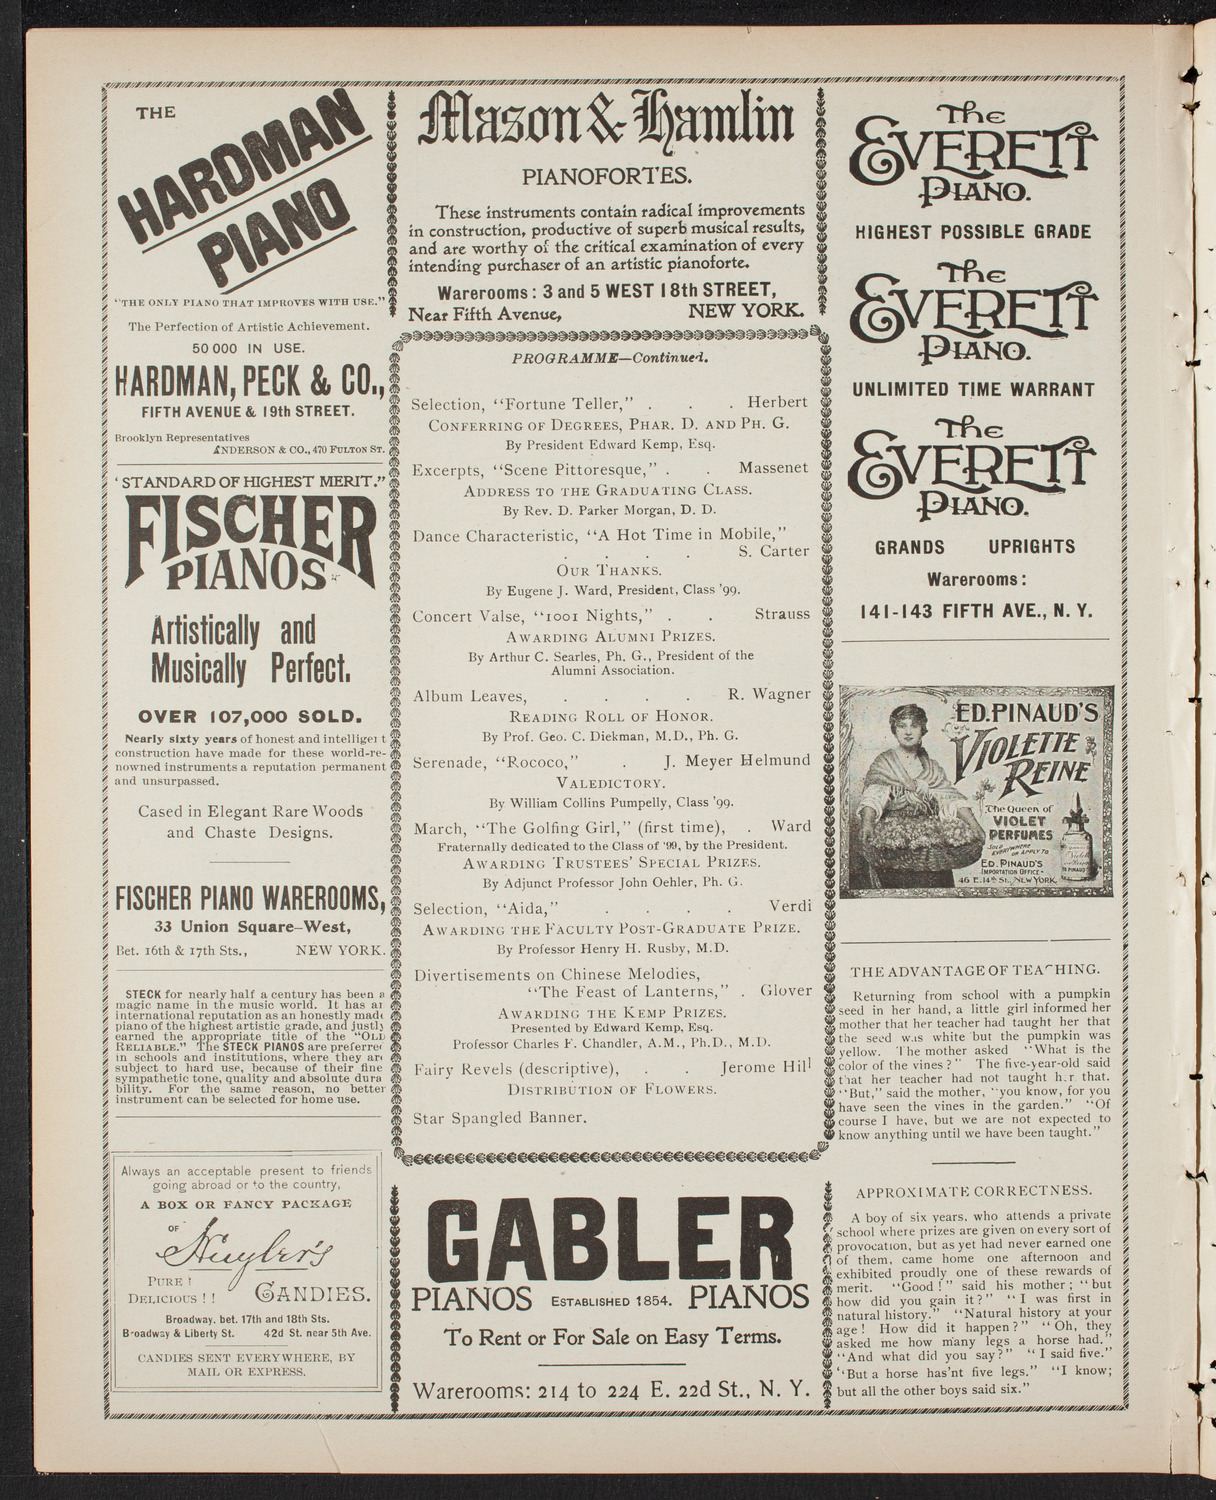 THE
HARDMAN
PIANO
"THE ONLY PIANO THAT IMPROVES WITH USE."
The Perfection of Artistic Achievement.
50 000 IN USE.
HARDMAN, PECK & CO.,
FIFTH AVENUE & 19th STREET.
Brooklyn Representatives
ANDERSON & CO., 470 FULTON ST.
'STANDARD OF HIGHEST MERIT."
FISCHER
PIANOS
Artistically and
Musically Perfect.
OVER 107,000 SOLD.
Nearly sixty years of honest and intelligent
construction have made for these world-re-
nowned instruments a reputation permanent
and unsurpassed.
Cased in Elegant Rare Woods
and Chaste Designs.
FISCHER PIANO WAREROOMS,
33 Union Square-West,
Bet. 16th & 17th Sts., NEW YORK.
STECK for nearly half a century has been a
magic name in the music world. It has an
international reputation as an honestly made
piano of the highest artistic grade, and justly
earned the appropriate title of the "OLD
RELIABLE." The STECK PIANOS are preferred
in schools and institutions, where they are
subject to hard use, because of their fine
sympathetic tone, quality and absolute dura
bility. For the same reason, no better
instrument can be selected for home use.
Always an acceptable present to friends
going abroad or to the country,
A BOX OR FANCY PACKAGE
OF
Huyler's
PURE !
DELICIOUS ! !
CANDIES.
Broadway. bet. 17th and 18th Sts.
Broadway & Liberty St. 42d St. near 5th Ave.
CANDIES SENT EVERYWHERE, BY
MAIL OR EXPRESS.
Mason & Hamlin
PIANOFORTES.
These instruments contain radical improvements
in construction, productive of superb musical results,
and are worthy of the critical examination of every
intending purchaser of an artistic pianoforte.
Warerooms: 3 and 5 WEST 18th STREET,
Near Fifth Avenue, NEW YORK.
PROGRAMME—Continued.
Selection, "Fortune Teller," . . . Herbert
CONFERRING OF DEGREES, PHAR. D. AND PH. G.
By President Edward Kemp, Esq.
Excerpts, "Scene Pittoresque," . . Massenet
ADDRESS TO THE GRADUATING CLASS.
By Rev. D. Parker Morgan, D. D.
Dance Characteristic, "A Hot Time in Mobile,"
. . . . S. Carter
OUR THANKS.
By Eugene J. Ward, President, Class '99.
Concert Valse, "1001 Nights," . . Strauss
AWARDING ALUMNI PRIZES.
By Arthur C. Searles, Ph. G., President of the
Alumni Association.
Album Leaves, . . . . R. Wagner
READING ROLL OF HONOR.
By Prof. Geo. C. Diekman, M.D., Ph. G.
Serenade, "Rococo," . J. Meyer Helmund
VALEDICTORY.
By William Collins Pumpelly, Class '99.
March, "The Golfing Girl," (first time), . Ward
Fraternally dedicated to the Class of '99, by the President.
AWARDING TRUSTEES' SPECIAL PRIZES.
By Adjunct Professor John Oehler, Ph. G.
Selection, "Aida," . . . . Verdi
AWARDING THE FACULTY POST-GRADUATE PRIZE.
By Professor Henry H. Rusby, M.D.
Divertisements on Chinese Melodies,
"The Feast of Lanterns," . Glover
AWARDING THE KEMP PRIZES.
Presented by Edward Kemp, Esq.
Professor Charles F. Chandler, A.M., Ph.D., M.D.
Fairy Revels (descriptive), . . Jerome Hill
DISTRIBUTION OF FLOWERS.
Star Spangled Banner.
GABLER
PIANOS ESTABLISHED 1854. PIANOS
To Rent or For Sale on Easy Terms.
Warerooms: 214 to 224 E. 22d St., N. Y.
The
EVERETT
PIANO.
HIGHEST POSSIBLE GRADE
The
EVERETT
PIANO.
UNLIMITED TIME WARRANT
The
EVERETT
PIANO.
GRANDS UPRIGHTS
Warerooms:
141-143 FIFTH AVE., N. Y.
ED. PINAUD'S
VIOLETTE
REINE
The Queen of
VIOLET
PERFUMES
SOLD EVERYWHERE
OR APPLY TO
ED. PINAUD'S
IMPORTATION OFFICE-
46 E. 14th ST., NEW YORK.
THE ADVANTAGE OF TEACHING.
Returning from school with a pumpkin
seed in her hand, a little girl informed her
mother that her teacher had taught her that
the seed was white but the pumpkin was
yellow. The mother asked "What is the
color of the vines?" The five-year-old said
that her teacher had not taught her that.
"But," said the mother, "you know, for you
have seen the vines in the garden." "Of
course I have, but we are not expected to
know anything until we have been taught."
APPROXIMATE CORRECTNESS.
A boy of six years. who attends a private
school where prizes are given on every sort of
provocation, but as yet had never earned one
of them, came home one afternoon and
exhibited proudly one of these rewards of
merit. "Good!" said his mother; "but
how did you gain it?" "I was first in
natural history." "Natural history at your
age! How did it happen?" "Oh, they
asked me how many legs a horse had."
"And what did you say?" "I said five."
"But a horse has'nt five legs." "I know;
but all the other boys said six."